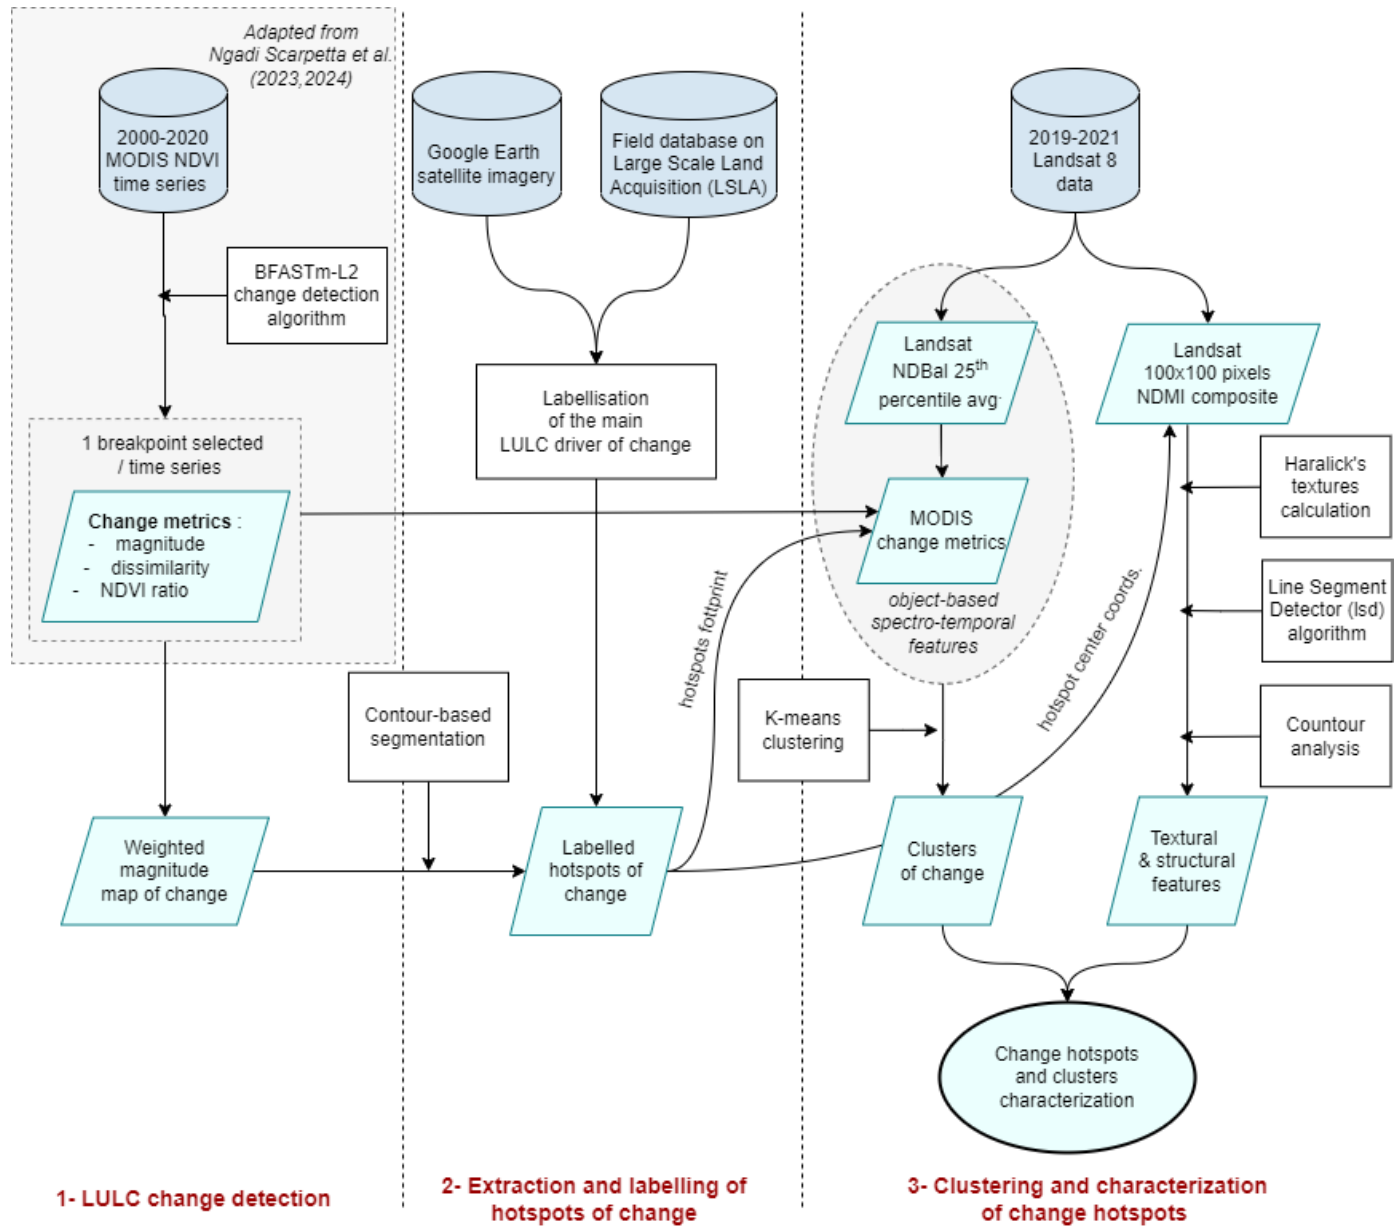 Adapted from
Ngadi Scarpetta et al.
(2023,2024)
2000-2020
MODIS NDVI
time series
BFASTm-L2
change detection
algorithm
1 breakpoint selected
/ time series
Change metrics :
- magnitude
- dissimilarity
- NDVI ratio
Weighted
magnitude
map of change
1- LULC change detection
Google Earth
satellite imagery
Field database on
Large Scale Land
Acquisition (LSLA)
Labellisation
of the main
LULC driver of change
Contour-based
segmentation
Labelled
hotspots of
change
hotspots fottprint
2- Extraction and labelling of
hotspots of change
2019-2021
Landsat 8
data
Landsat
NDBal 25th
percentile avg.
MODIS
change metrics
object-based
spectro-temporal
features
K-means
clustering
Clusters
of change
hotspot center coords.
Landsat
100x100 pixels
NDMI composite
Haralick's
textures
calculation
Line Segment
Detector (lsd)
algorithm
Countour
analysis
Textural
& structural
features
Change hotspots
and clusters
characterization
3- Clustering and characterization
of change hotspots